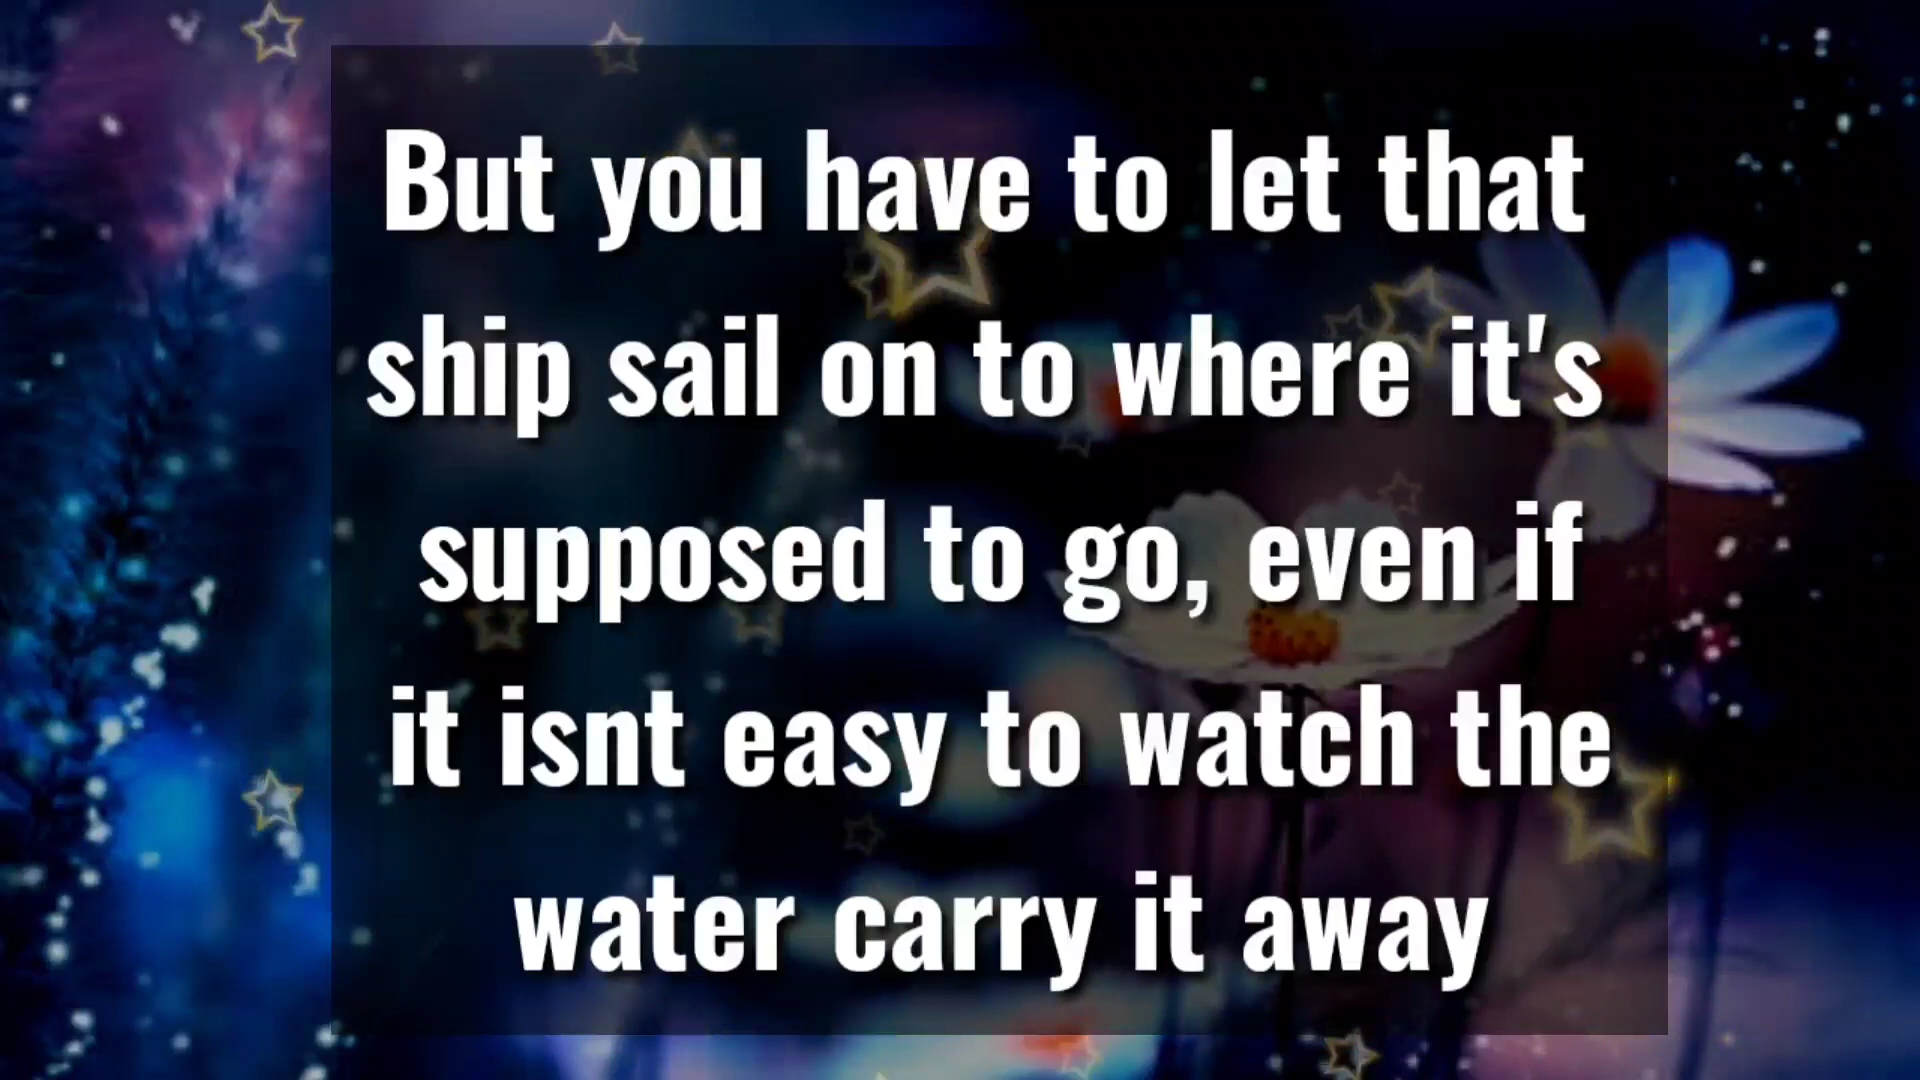 But you have to let that
ship sail on to where it's
supposed to go, even if
it isnt easy to watch the
water carry it away